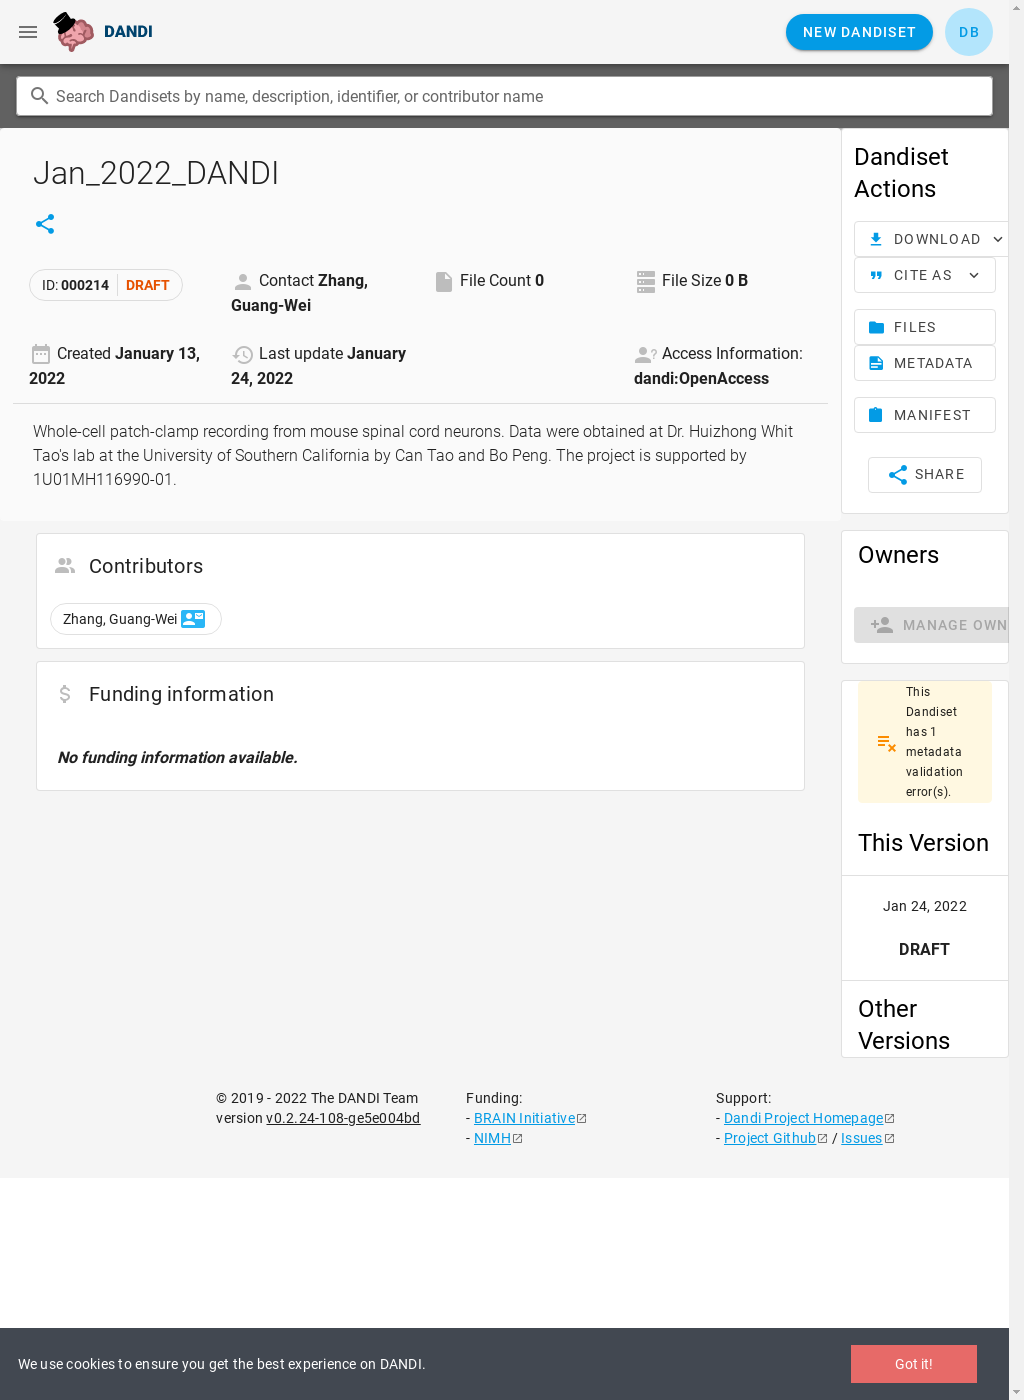 DANDI
NEW DANDISET
DB
Search Dandisets by name, description, identifier, or contributor name
Jan_2022_DANDI
ID: 000214 DRAFT
Contact Zhang,
Guang-Wei
File Count 0
File Size 0 B
Created January 13,
2022
Last update January
24, 2022
Access Information:
dandi:OpenAccess
Whole-cell patch-clamp recording from mouse spinal cord neurons. Data were obtained at Dr. Huizhong Whit
Tao's lab at the University of Southern California by Can Tao and Bo Peng. The project is supported by
1U01MH116990-01.
Contributors
Zhang, Guang-Wei
Funding information
No funding information available.
Dandiset
Actions
DOWNLOAD
CITE AS
FILES
METADATA
MANIFEST
SHARE
Owners
MANAGE OWN
This
Dandiset
has 1
metadata
validation
error(s).
This Version
Jan 24, 2022
DRAFT
Other
Versions
© 2019 - 2022 The DANDI Team
version v0.2.24-108-ge5e004bd
Funding:
- BRAIN Initiative
- NIMH
Support:
- Dandi Project Homepage
- Project Github / Issues
We use cookies to ensure you get the best experience on DANDI.
Got it!